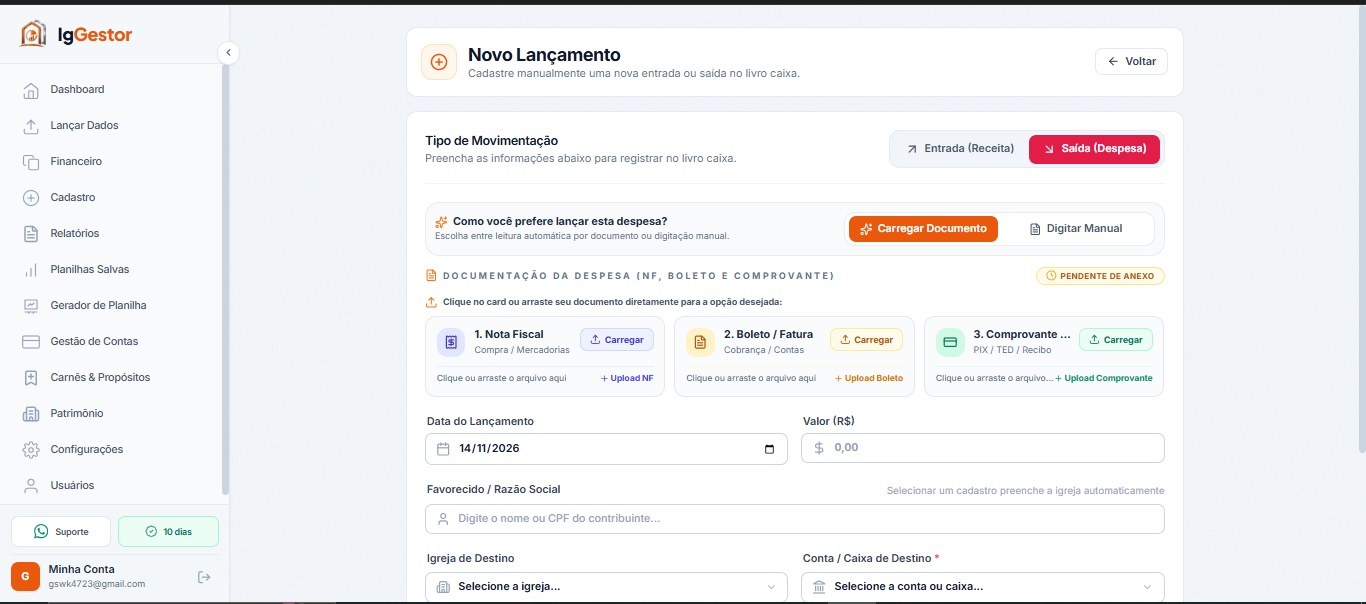 IgGestor
Dashboard
Lançar Dados
Financeiro
Cadastro
Relatórios
Planilhas Salvas
Gerador de Planilha
Gestão de Contas
Carnês & Propósitos
Patrimônio
Configurações
Usuários
Suporte
10 dias
G
Minha Conta
gswk4723@gmail.com
Novo Lançamento
Cadastre manualmente uma nova entrada ou saída no livro caixa.
Voltar
Tipo de Movimentação
Preencha as informações abaixo para registrar no livro caixa.
Entrada (Receita)
Saída (Despesa)
Como você prefere lançar esta despesa?
Escolha entre leitura automática por documento ou digitação manual.
Carregar Documento
Digitar Manual
DOCUMENTAÇÃO DA DESPESA (NF, BOLETO E COMPROVANTE)
PENDENTE DE ANEXO
Clique no card ou arraste seu documento diretamente para a opção desejada:
1. Nota Fiscal
Compra / Mercadorias
Carregar
Clique ou arraste o arquivo aqui
+ Upload NF
2. Boleto / Fatura
Cobrança / Contas
Carregar
Clique ou arraste o arquivo aqui
+ Upload Boleto
3. Comprovante ...
PIX / TED / Recibo
Carregar
Clique ou arraste o arquivo...
+ Upload Comprovante
Data do Lançamento
14/11/2026
Valor (R$)
$ 0,00
Favorecido / Razão Social
Selecionar um cadastro preenche a igreja automaticamente
Digite o nome ou CPF do contribuinte...
Igreja de Destino
Selecione a igreja...
Conta / Caixa de Destino *
Selecione a conta ou caixa...